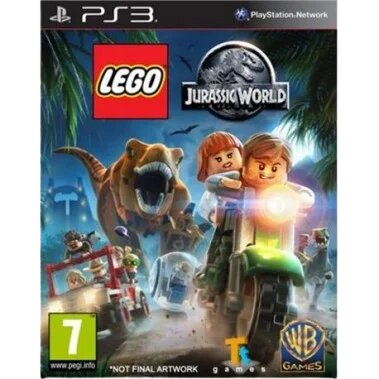 PS3
PlayStation®Network
LEGO
JURASSIC WORLD
7
www.pegi.info
*NOT FINAL ARTWORK
Tt
games
WB
GAMES